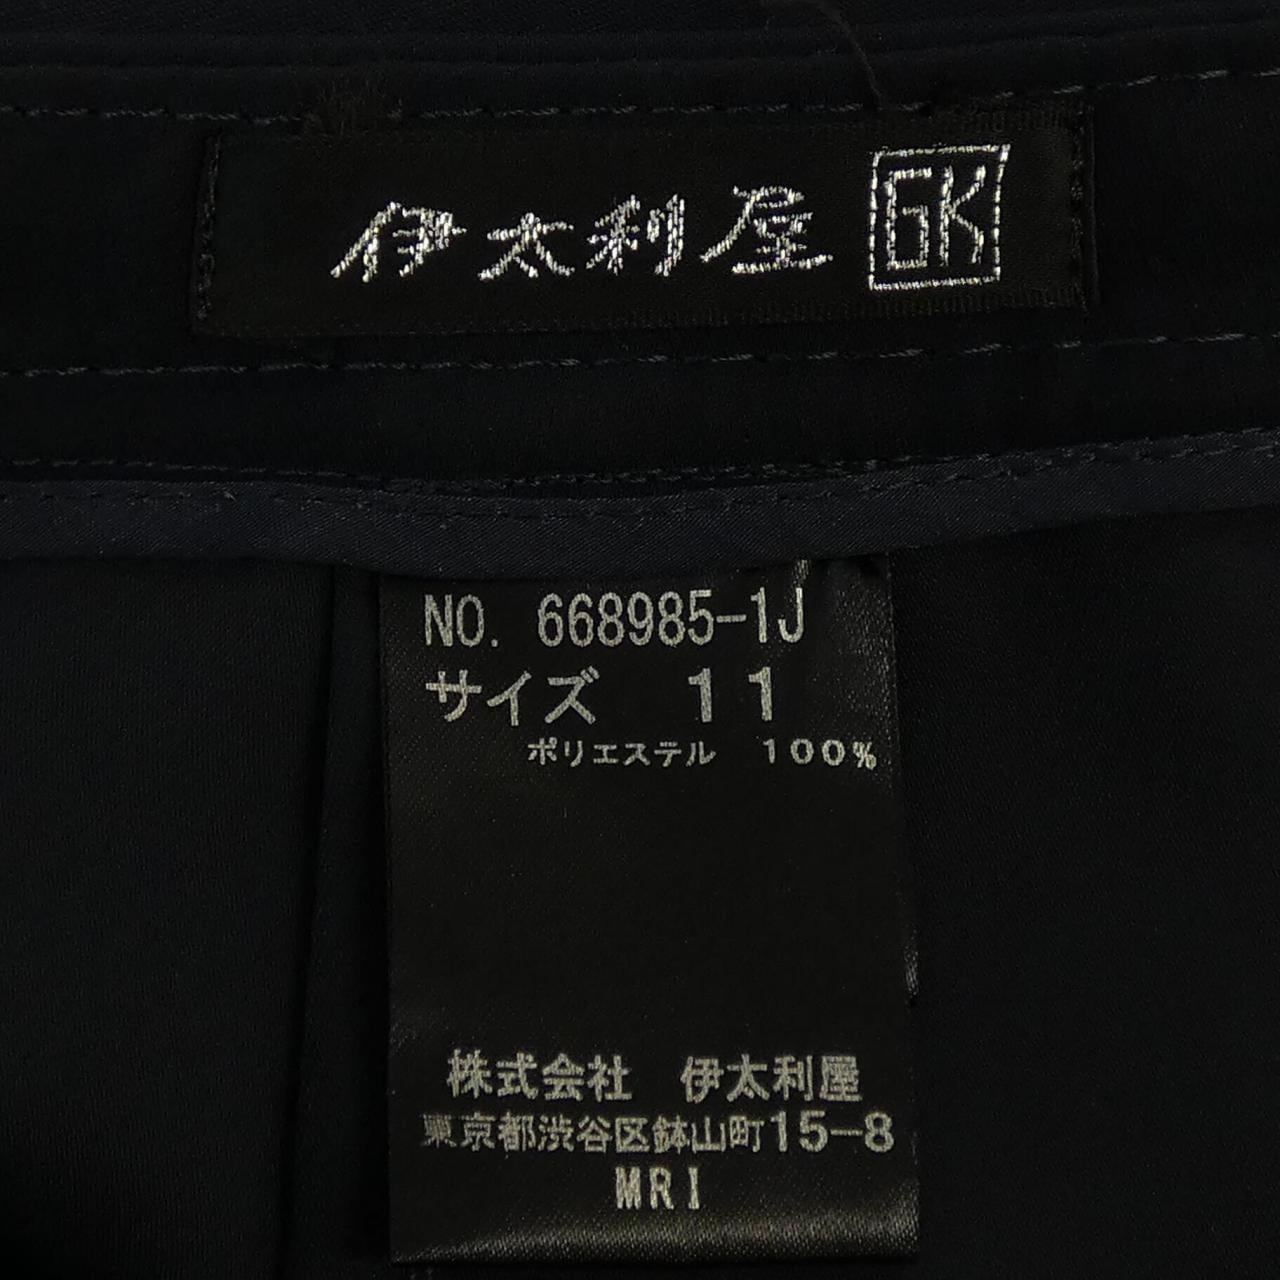 伊太利屋 GK
NO. 668985-1J
サイズ 11
ポリエステル 100%
株式会社 伊太利屋
東京都渋谷区鉢山町15-8
MRI